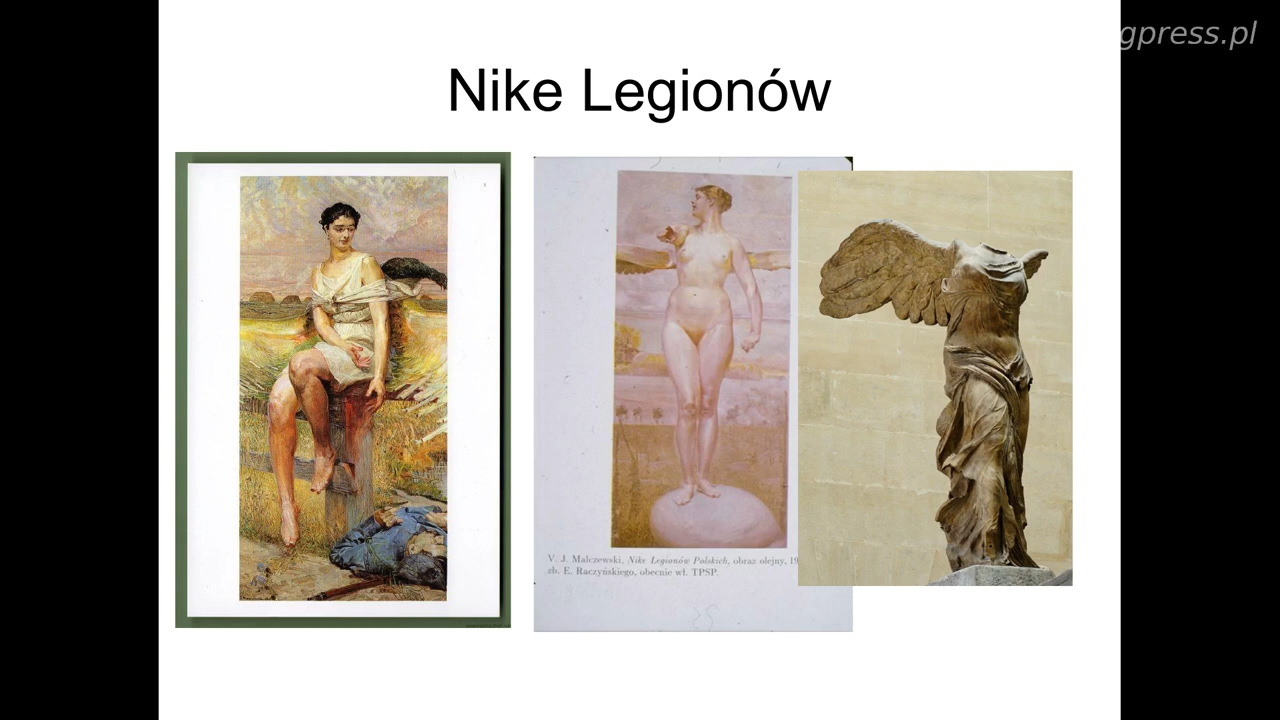 gpress.pl
Nike Legionów
V. J. Malczewski, Nike Legionów Polskich, obraz olejny, 19
zb. E. Raczyńskiego, obecnie wł. TPSP.